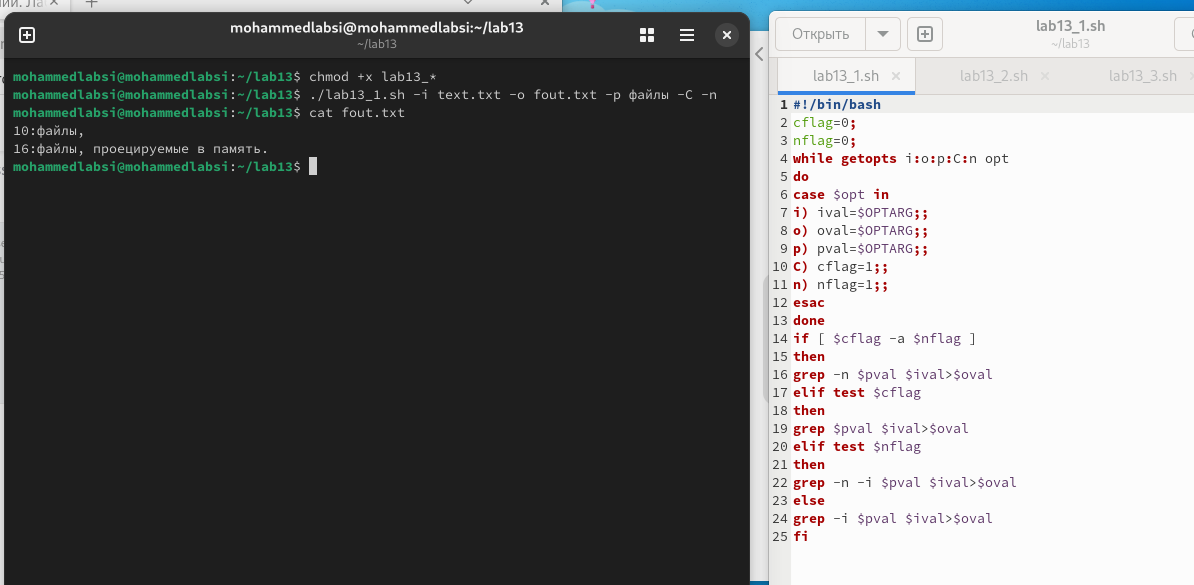 mohammedlabsi@mohammedlabsi:~/lab13
~/lab13
mohammedlabsi@mohammedlabsi:~/lab13$ chmod +x lab13_*
mohammedlabsi@mohammedlabsi:~/lab13$ ./lab13_1.sh -i text.txt -o fout.txt -p файлы -C -n
mohammedlabsi@mohammedlabsi:~/lab13$ cat fout.txt
10:файлы,
16:файлы, проецируемые в память.
mohammedlabsi@mohammedlabsi:~/lab13$
Открыть
lab13_1.sh
~/lab13
lab13_1.sh
lab13_2.sh
lab13_3.sh
1 #!/bin/bash
2 cflag=0;
3 nflag=0;
4 while getopts i:o:p:C:n opt
5 do
6 case $opt in
7 i) ival=$OPTARG;;
8 o) oval=$OPTARG;;
9 p) pval=$OPTARG;;
10 C) cflag=1;;
11 n) nflag=1;;
12 esac
13 done
14 if [ $cflag -a $nflag ]
15 then
16 grep -n $pval $ival>$oval
17 elif test $cflag
18 then
19 grep $pval $ival>$oval
20 elif test $nflag
21 then
22 grep -n -i $pval $ival>$oval
23 else
24 grep -i $pval $ival>$oval
25 fi